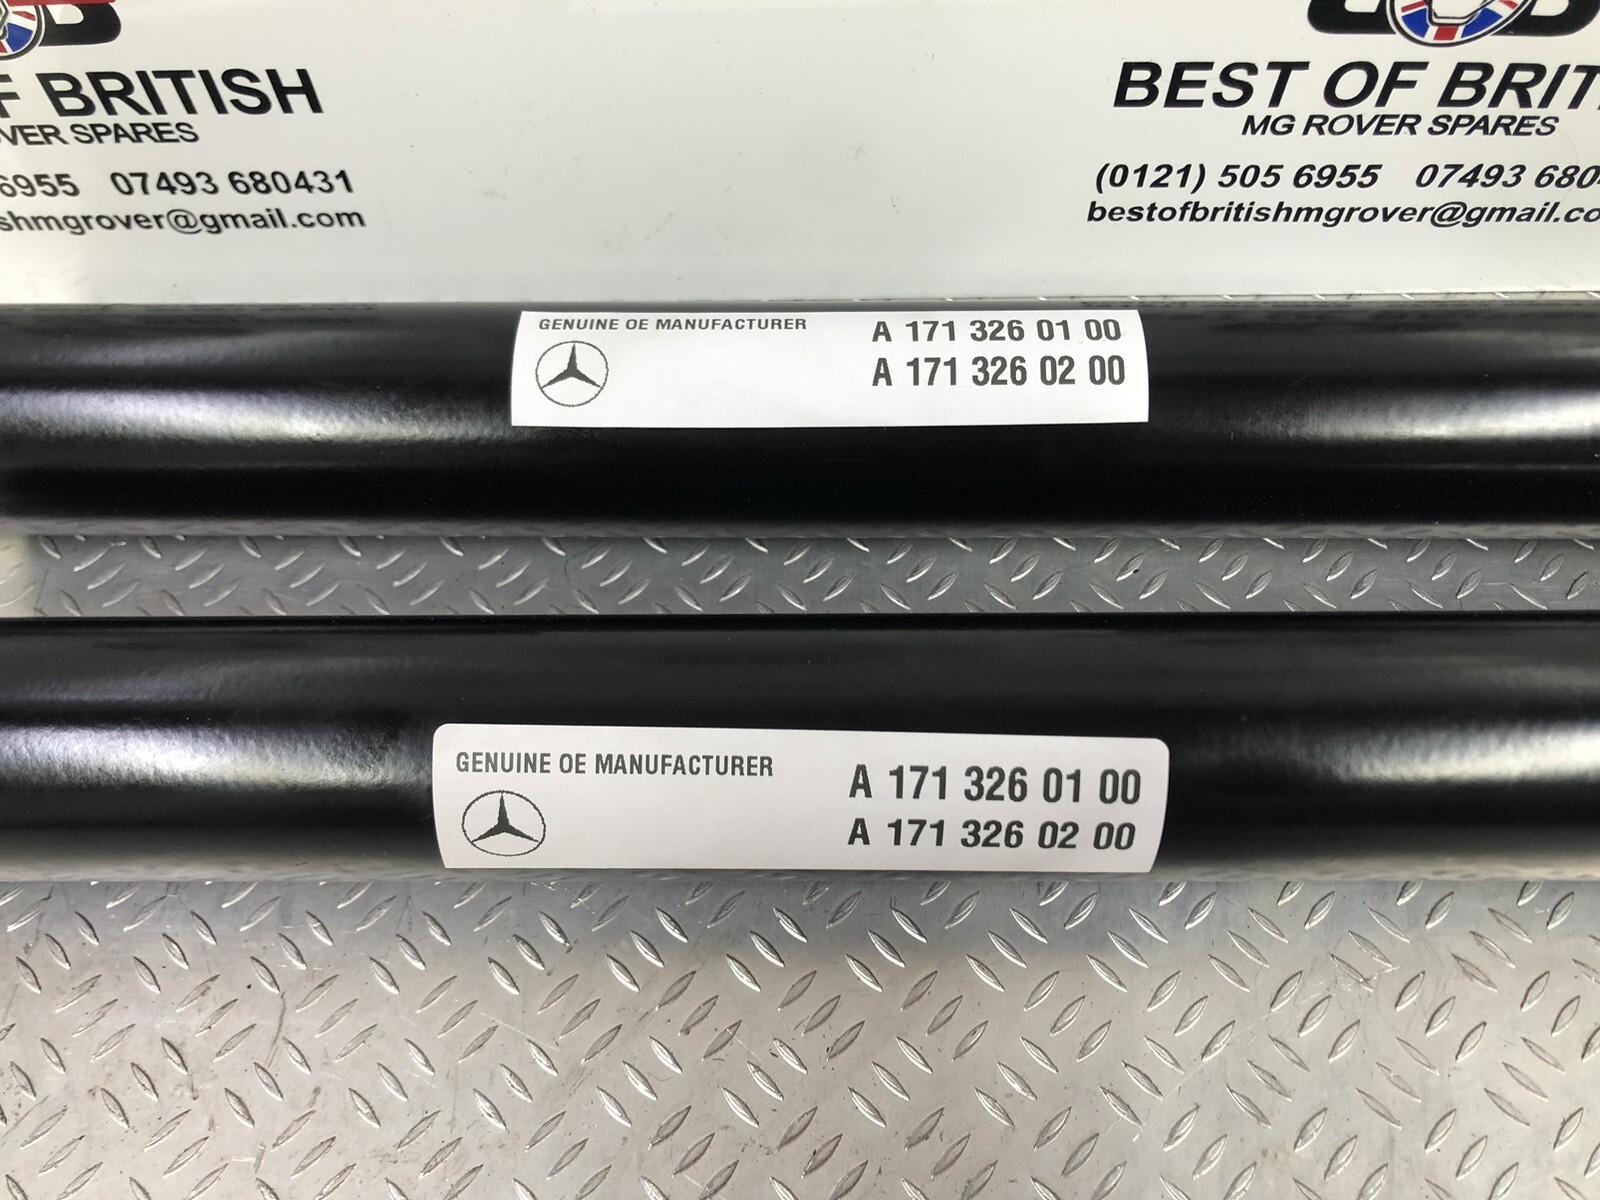 BRITISH
SPARES
6955 07493 680431
shmgrover@gmail.com
BEST OF BRIT
MG ROVER SPARES
(0121) 505 6955 07493 680
bestofbritishmgrover@gmail.co
GENUINE OE MANUFACTURER
A 171 326 01 00
A 171 326 02 00
GENUINE OE MANUFACTURER
A 171 326 01 00
A 171 326 02 00